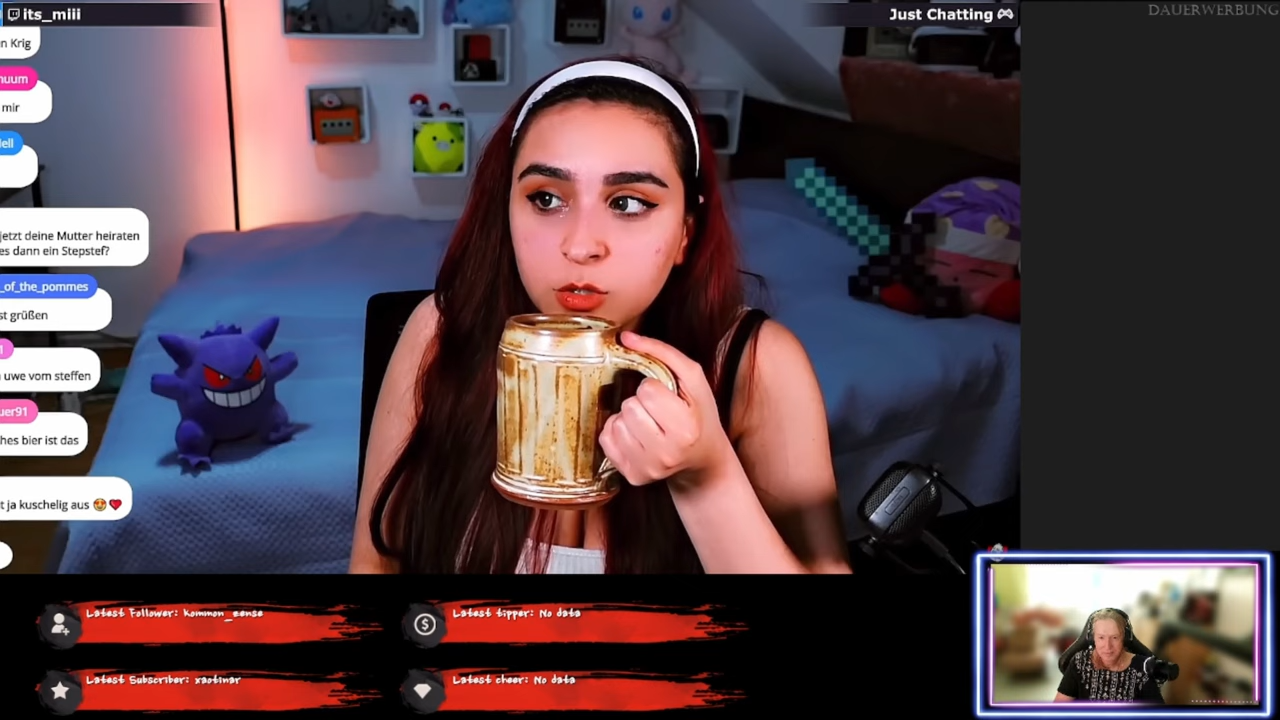 its_miii
Just Chatting
DAUERWERBUNG
n Krig
uum
mir
ell
jetzt deine Mutter heiraten
es dann ein Stepstef?
_of_the_pommes
st grüßen
uwe vom steffen
uer91
hes bier ist das
t ja kuschelig aus 😍❤️
Latest Follower: Kommon_sense
Latest tipper: No data
Latest Subscriber: xaotinar
Latest cheer: No data